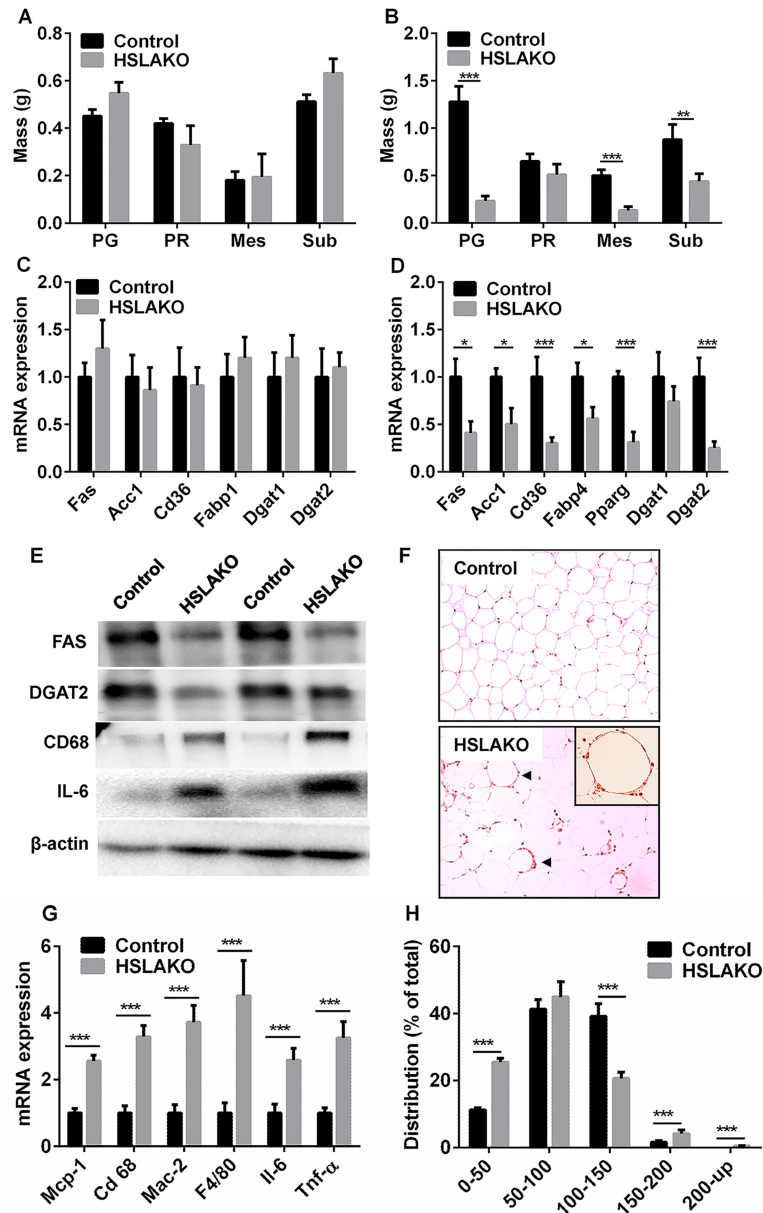 A
Mass (g)
0.8
0.6
0.4
0.2
0.0
Control
HSLAKO
PG PR Mes Sub
B
Mass (g)
2.0
1.5
1.0
0.5
0.0
Control
HSLAKO
*** *** **
PG PR Mes Sub
C
mRNA expression
2.0
1.5
1.0
0.5
0.0
Control
HSLAKO
Fas Acc1 Cd36 Fabp1 Dgat1 Dgat2
D
mRNA expression
2.0
1.5
1.0
0.5
0.0
Control
HSLAKO
* * *** * *** ***
Fas Acc1 Cd36 Fabp4 Pparg Dgat1 Dgat2
E
Control HSLAKO Control HSLAKO
FAS
DGAT2
CD68
IL-6
β-actin
F
Control
HSLAKO
G
mRNA expression
6
4
2
0
Control
HSLAKO
*** *** *** *** *** ***
Mcp-1 Cd 68 Mac-2 F4/80 Il-6 Tnf-α
H
Distribution (% of total)
60
40
20
0
Control
HSLAKO
*** *** *** ***
0-50 50-100 100-150 150-200 200-up